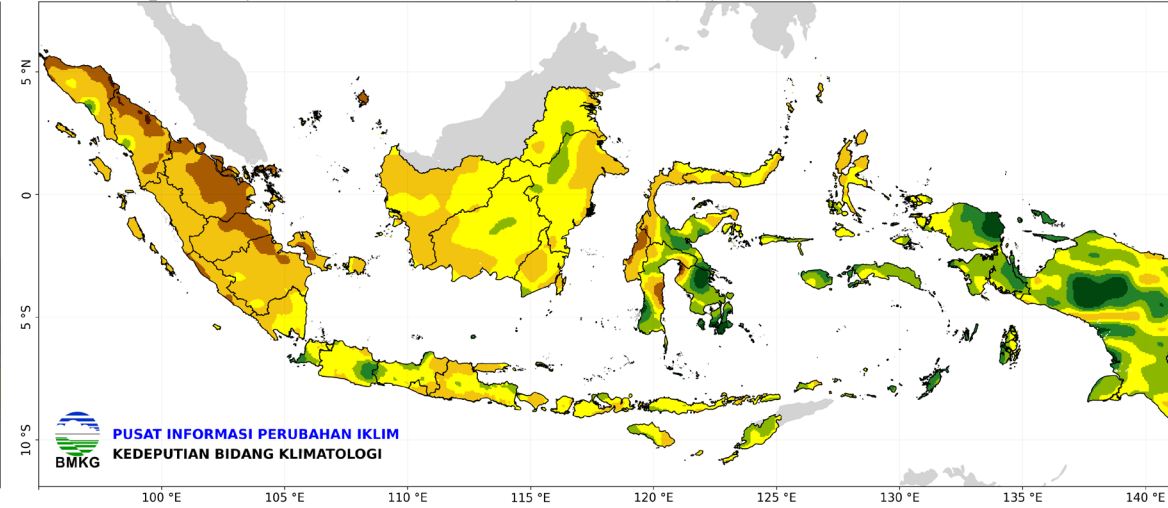 5 °N
0
5 °S
10 °S
PUSAT INFORMASI PERUBAHAN IKLIM
KEDEPUTIAN BIDANG KLIMATOLOGI
BMKG
100 °E
105 °E
110 °E
115 °E
120 °E
125 °E
130 °E
135 °E
140 °E